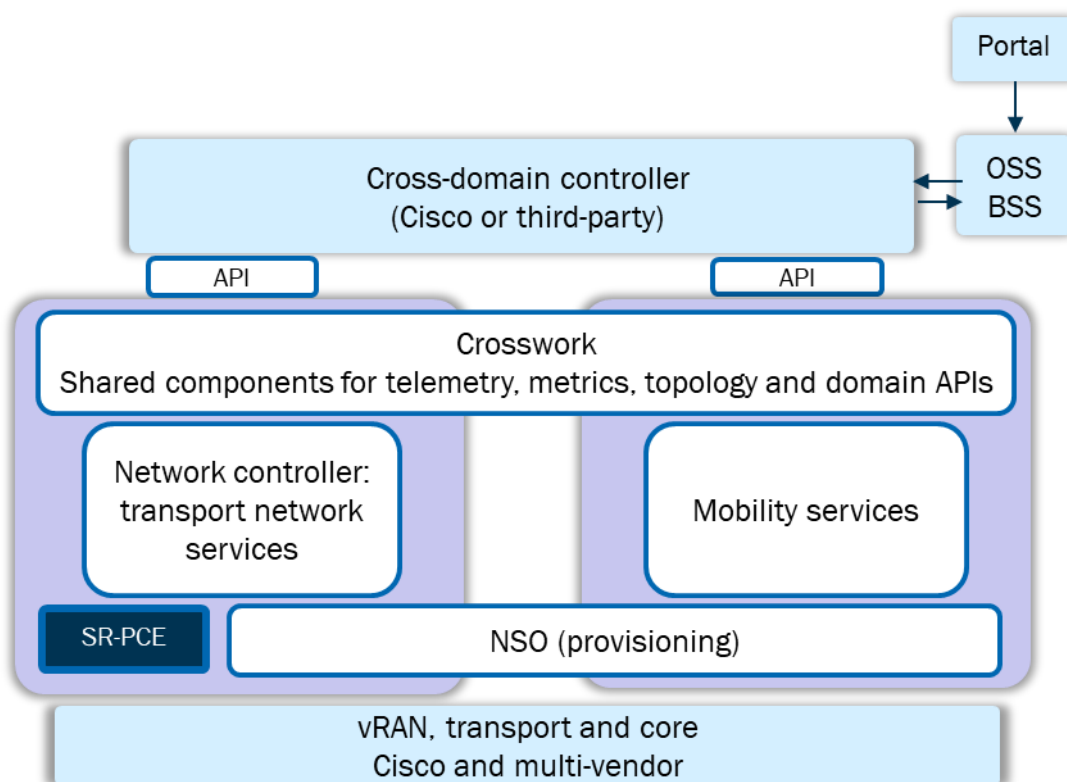 Portal
OSS
BSS
Cross-domain controller
(Cisco or third-party)
API
API
Crosswork
Shared components for telemetry, metrics, topology and domain APIs
Network controller:
transport network
services
Mobility services
SR-PCE
NSO (provisioning)
vRAN, transport and core
Cisco and multi-vendor